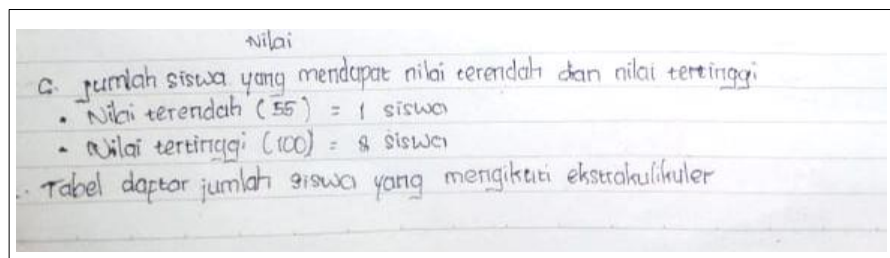 Nilai
C. Jumlah siswa yang mendapat nilai terendah dan nilai tertinggi
• Nilai terendah (55) = 1 siswa
• Nilai tertinggi (100) = 8 siswa
Tabel daptar jumlah siswa yang mengikuti ekstrakulikuler